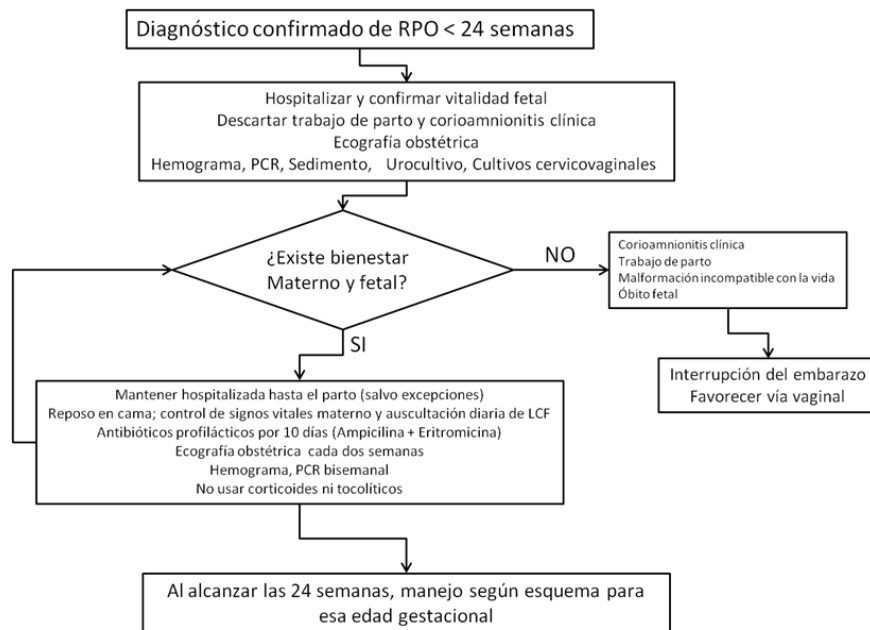 Diagnóstico confirmado de RPO < 24 semanas
Hospitalizar y confirmar vitalidad fetal
Descartar trabajo de parto y corioamnionitis clínica
Ecografía obstétrica
Hemograma, PCR, Sedimento, Urocultivo, Cultivos cervicovaginales
¿Existe bienestar
Materno y fetal?
NO
Corioamnionitis clínica
Trabajo de parto
Malformación incompatible con la vida
Óbito fetal
SI
Interrupción del embarazo
Favorecer vía vaginal
Mantener hospitalizada hasta el parto (salvo excepciones)
Reposo en cama; control de signos vitales materno y auscultación diaria de LCF
Antibióticos profilácticos por 10 días (Ampicilina + Eritromicina)
Ecografía obstétrica cada dos semanas
Hemograma, PCR bisemanal
No usar corticoides ni tocolíticos
Al alcanzar las 24 semanas, manejo según esquema para
esa edad gestacional